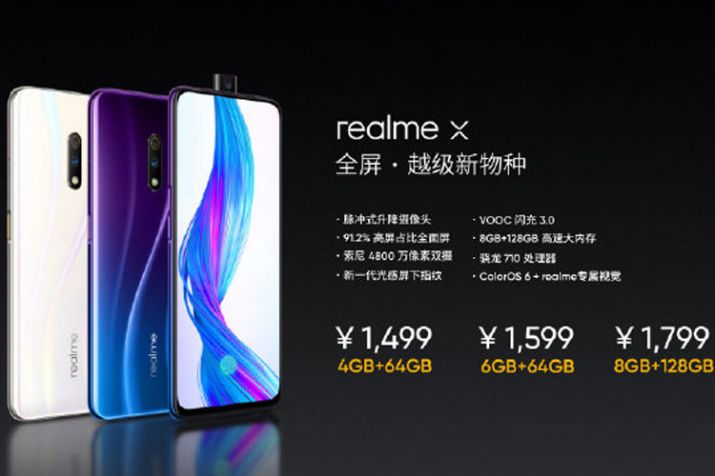 realme X
全屏·越级新物种
· 脉冲式升降摄像头
· VOOC 闪充 3.0
· 91.2% 高屏占比全面屏
· 8GB+128GB 高速大内存
· 索尼 4800 万像素双摄
· 骁龙 710 处理器
· 新一代光感屏下指纹
· ColorOS 6 + realme专属视觉
¥1,499
¥1,599
¥1,799
4GB+64GB
6GB+64GB
8GB+128GB
realme
realme